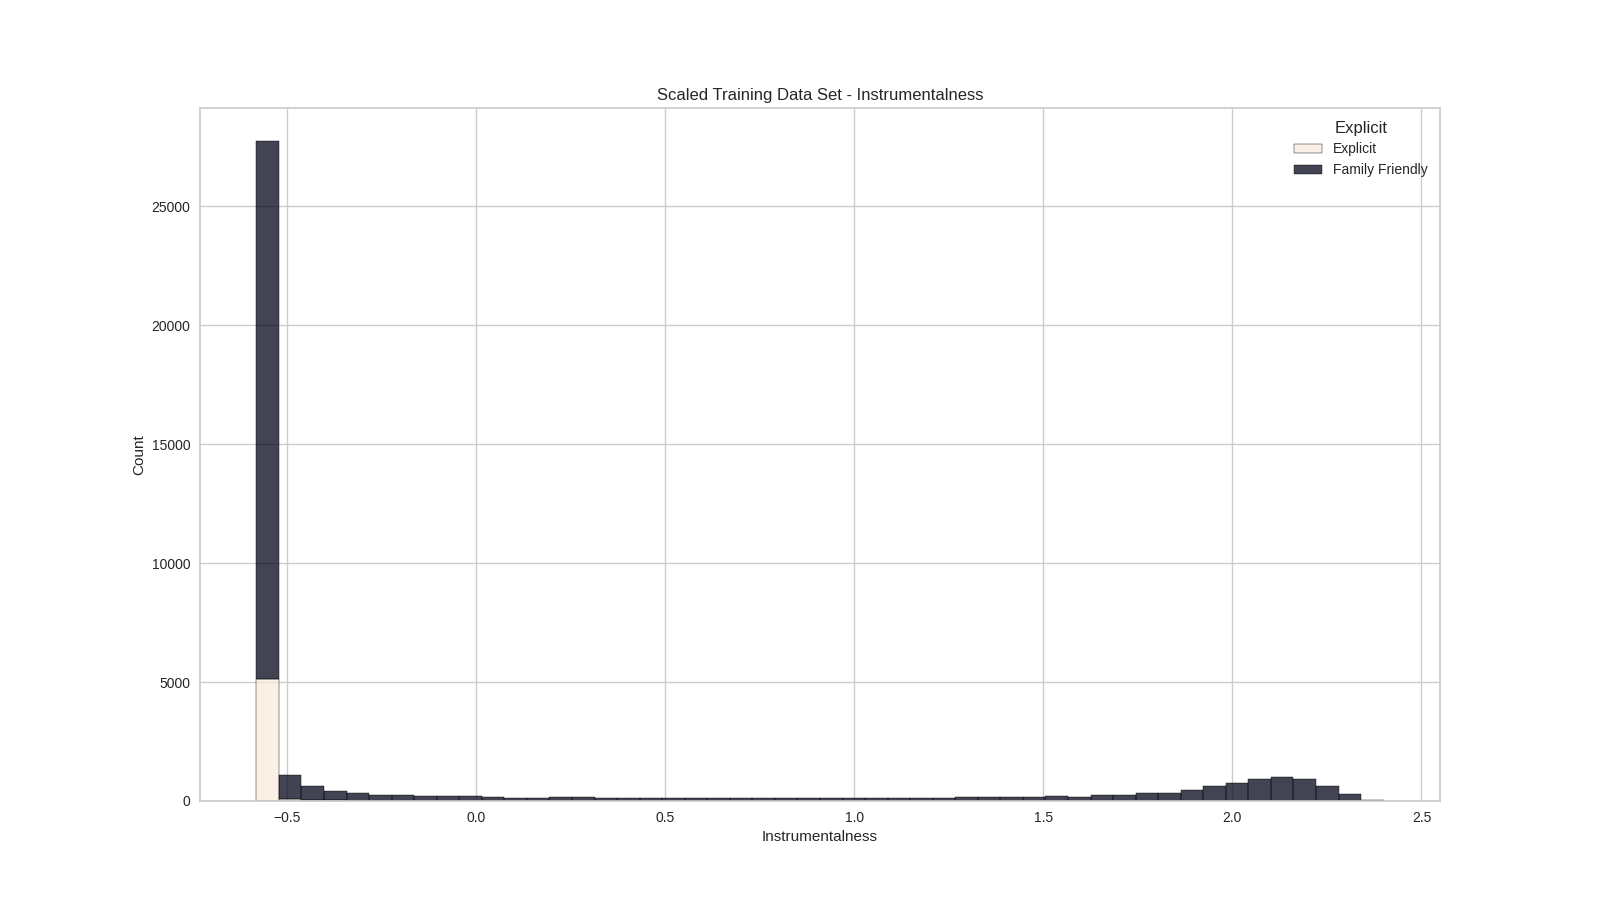 Scaled Training Data Set - Instrumentalness
Explicit
Explicit
Family Friendly
Count
25000
20000
15000
10000
5000
0
−0.5
0.0
0.5
1.0
1.5
2.0
2.5
Instrumentalness